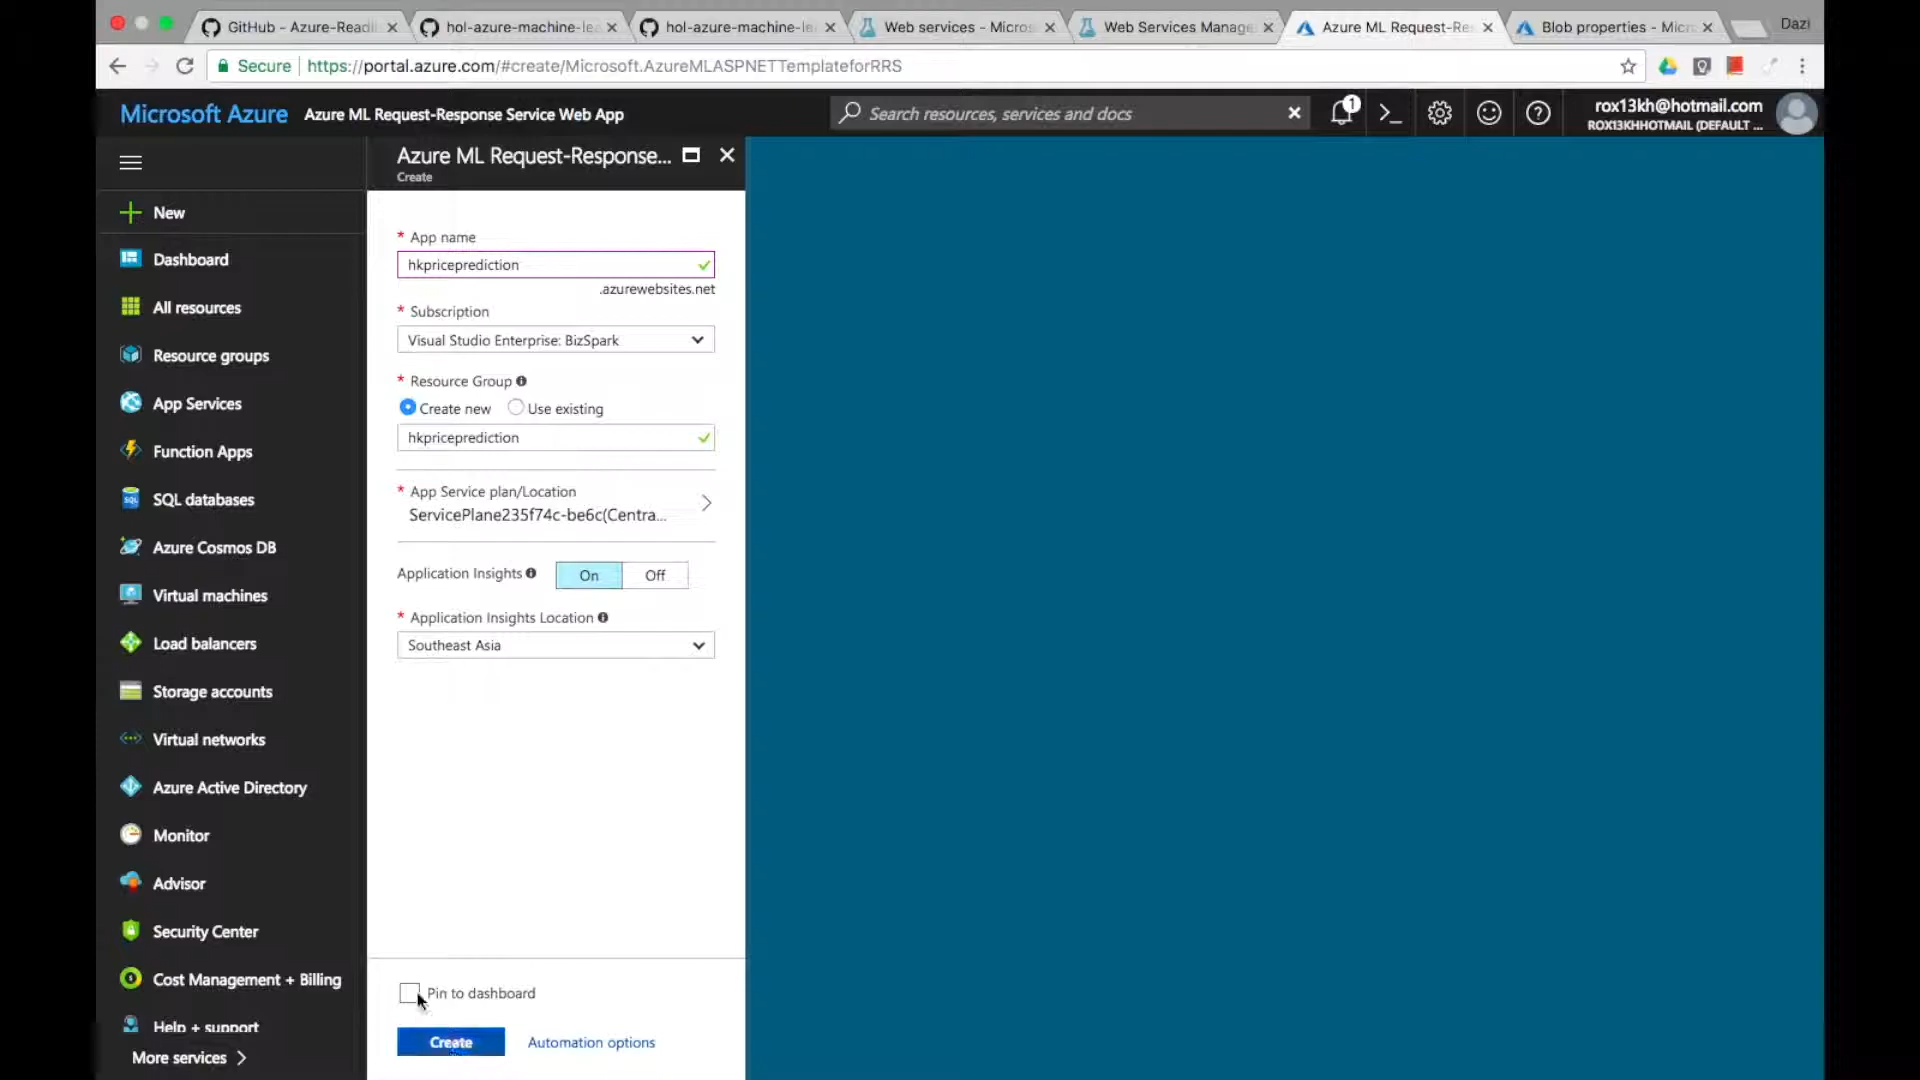 GitHub - Azure-Readi
hol-azure-machine-le
hol-azure-machine-le
Web services - Micros
Web Services Manage
Azure ML Request-Re
Blob properties - Micr
Dazi
Secure
https://portal.azure.com/#create/Microsoft.AzureMLASPNETTemplateforRRS
Microsoft Azure
Azure ML Request-Response Service Web App
Search resources, services and docs
1
rox13kh@hotmail.com
ROX13KHHOTMAIL (DEFAULT ...
New
Dashboard
All resources
Resource groups
App Services
Function Apps
SQL databases
Azure Cosmos DB
Virtual machines
Load balancers
Storage accounts
Virtual networks
Azure Active Directory
Monitor
Advisor
Security Center
Cost Management + Billing
Help + support
More services
Azure ML Request-Response...
Create
* App name
hkpriceprediction
.azurewebsites.net
* Subscription
Visual Studio Enterprise: BizSpark
* Resource Group
Create new
Use existing
hkpriceprediction
* App Service plan/Location
ServicePlane235f74c-be6c(Centra...
Application Insights
On
Off
* Application Insights Location
Southeast Asia
Pin to dashboard
Create
Automation options